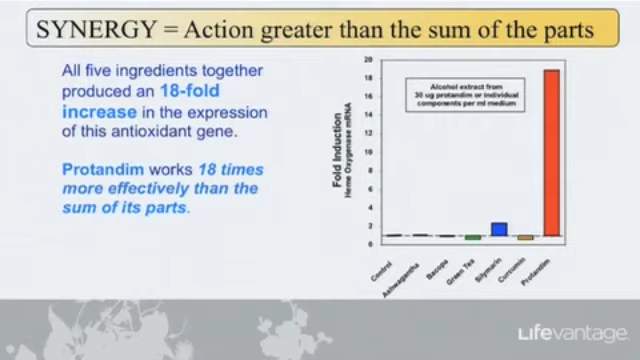 SYNERGY = Action greater than the sum of the parts
All five ingredients together
produced an 18-fold
increase in the expression
of this antioxidant gene.
Protandim works 18 times
more effectively than the
sum of its parts.
Fold Induction
Heme Oxygenase mRNA
20
18
16
14
12
10
8
6
4
2
0
Alcohol extract from
30 ug protandim or individual
components per ml medium
Control
Ashwagantha
Bacopa
Green Tea
Silymarin
Curcumin
Protandim
Lifevantage